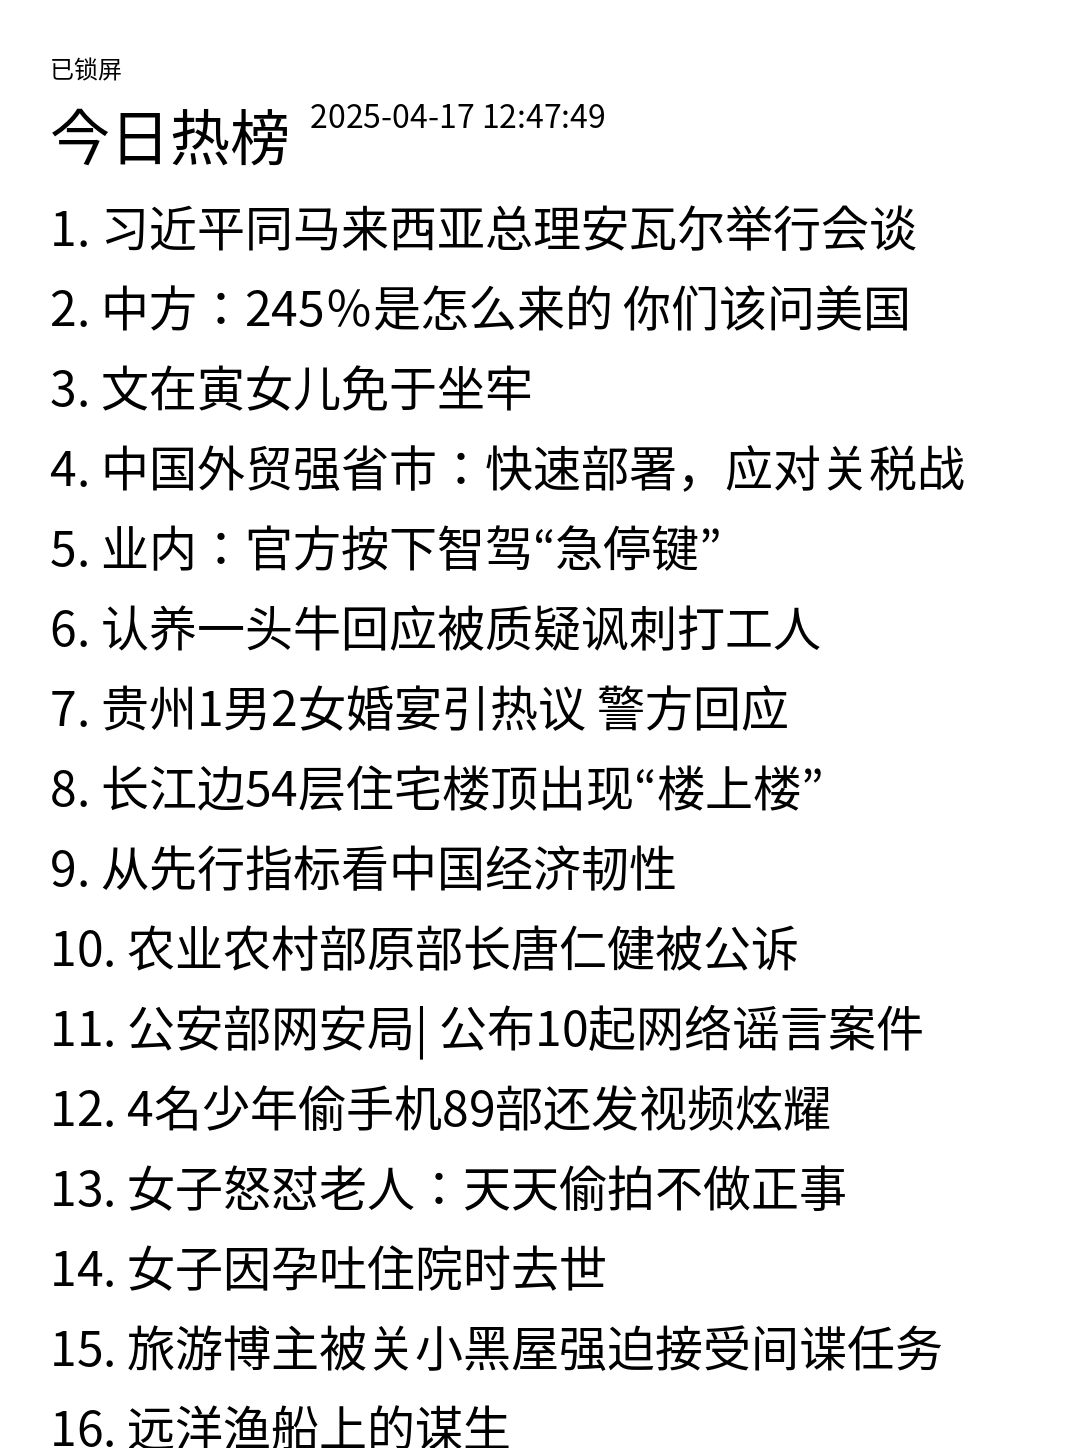 已锁屏
今日热榜 2025-04-17 12:47:49
1. 习近平同马来西亚总理安瓦尔举行会谈
2. 中方：245%是怎么来的 你们该问美国
3. 文在寅女儿免于坐牢
4. 中国外贸强省市：快速部署，应对关税战
5. 业内：官方按下智驾“急停键”
6. 认养一头牛回应被质疑讽刺打工人
7. 贵州1男2女婚宴引热议 警方回应
8. 长江边54层住宅楼顶出现“楼上楼”
9. 从先行指标看中国经济韧性
10. 农业农村部原部长唐仁健被公诉
11. 公安部网安局| 公布10起网络谣言案件
12. 4名少年偷手机89部还发视频炫耀
13. 女子怒怼老人：天天偷拍不做正事
14. 女子因孕吐住院时去世
15. 旅游博主被关小黑屋强迫接受间谍任务
16. 远洋渔船上的谋生